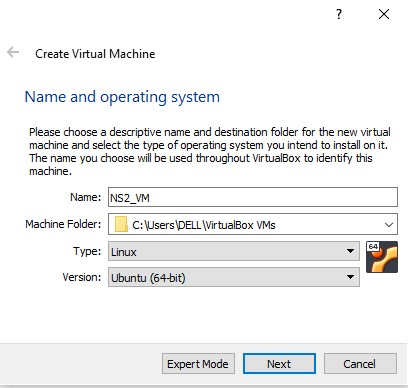 ?
Create Virtual Machine
Name and operating system
Please choose a descriptive name and destination folder for the new virtual
machine and select the type of operating system you intend to install on it.
The name you choose will be used throughout VirtualBox to identify this
machine.
Name: NS2_VM
Machine Folder: C:\Users\DELL\VirtualBox VMs
Type: Linux
64
Version: Ubuntu (64-bit)
Expert Mode Next Cancel